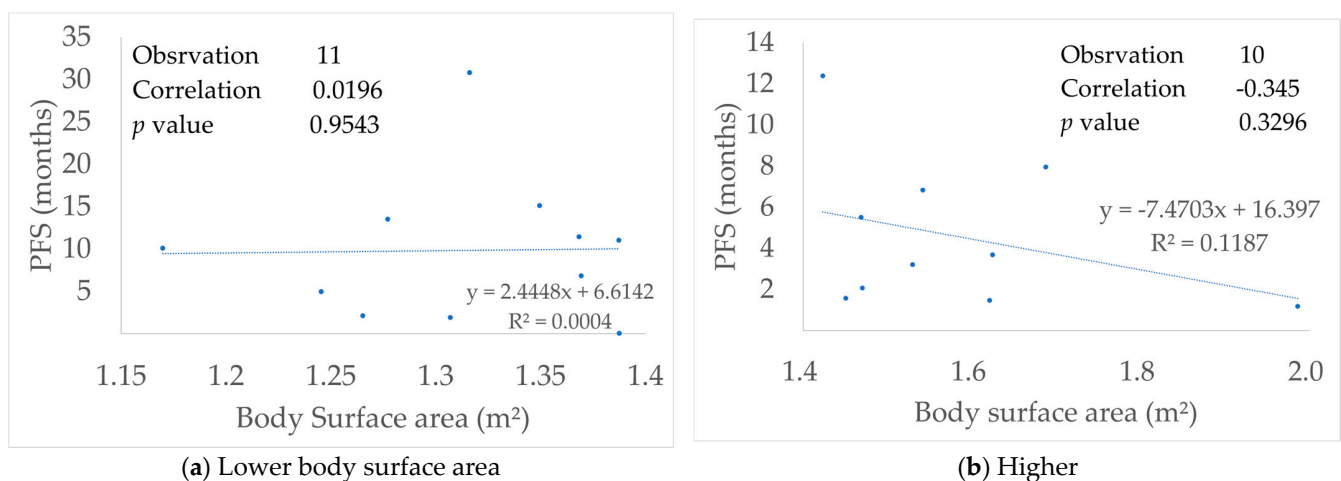 35
30
25
20
15
10
5
PFS (months)
Obsrvation 11
Correlation 0.0196
p value 0.9543
y = 2.4448x + 6.6142
R² = 0.0004
1.15 1.2 1.25 1.3 1.35 1.4
Body Surface area (m²)
(a) Lower body surface area
14
12
10
8
6
4
2
PFS (months)
Obsrvation 10
Correlation -0.345
p value 0.3296
y = -7.4703x + 16.397
R² = 0.1187
1.4 1.6 1.8 2.0
Body surface area (m²)
(b) Higher